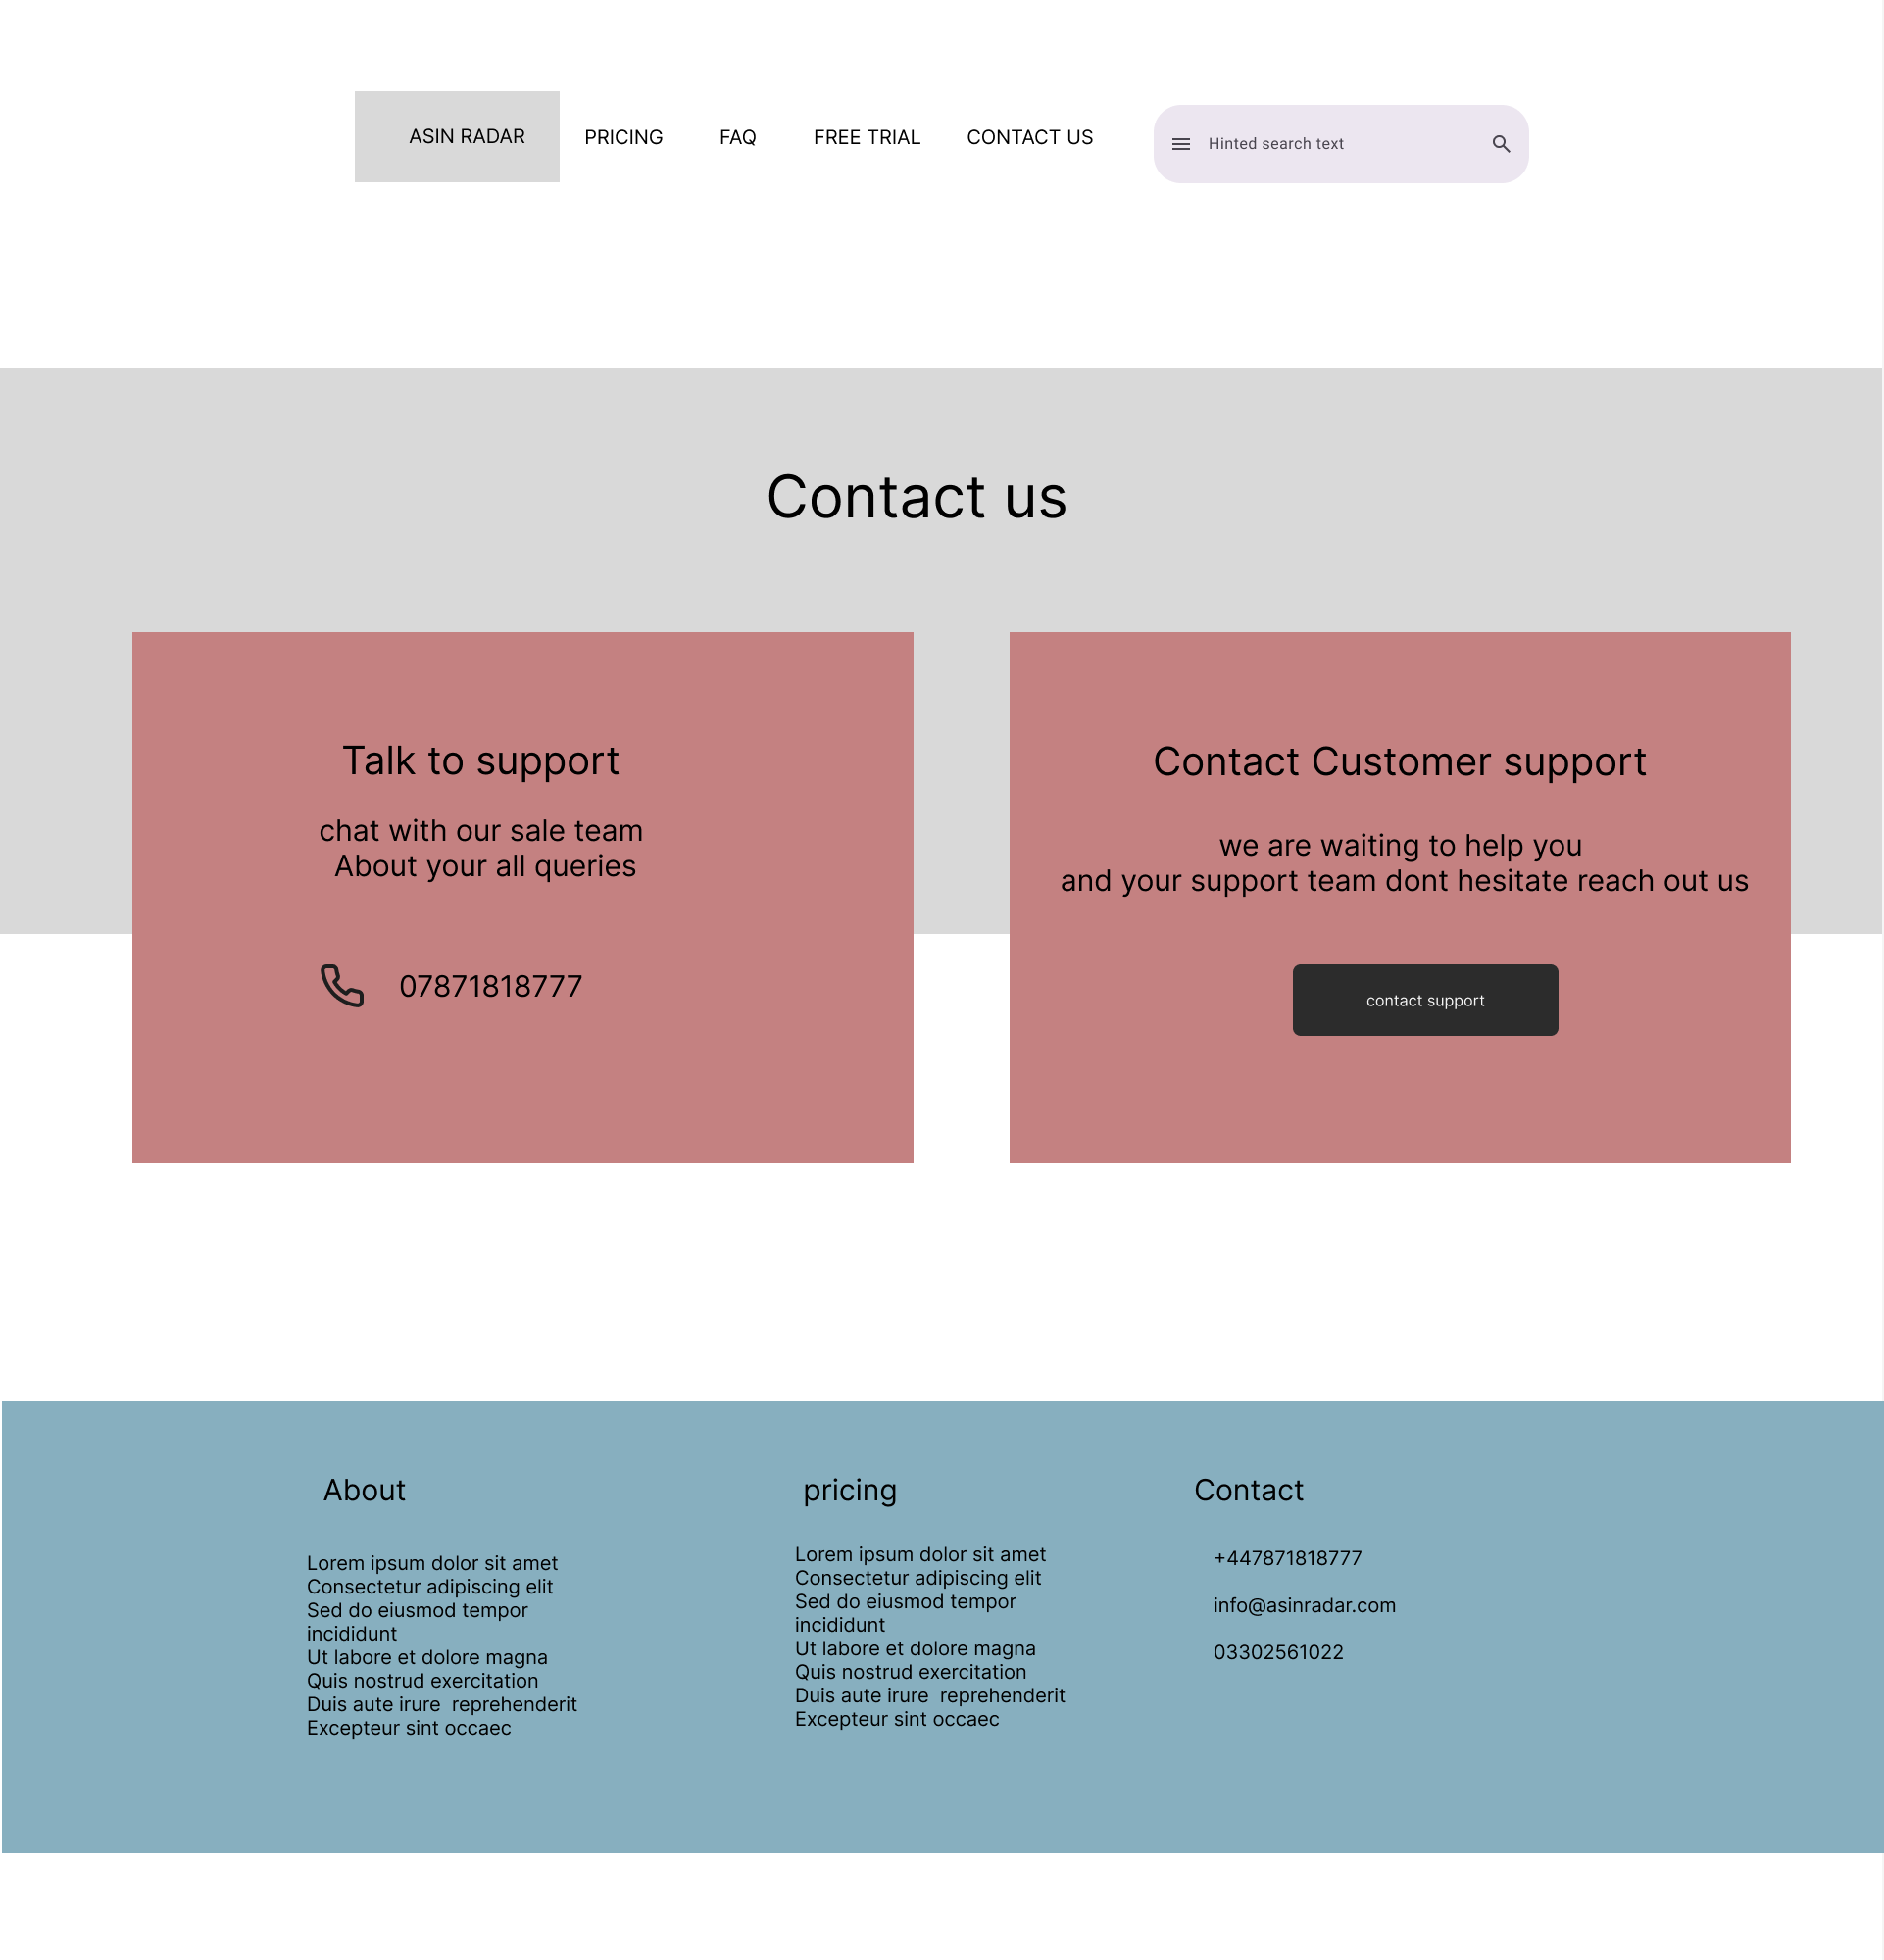 ASIN RADAR
PRICING
FAQ
FREE TRIAL
CONTACT US
Hinted search text
Contact us
Talk to support
chat with our sale team
About your all queries
07871818777
Contact Customer support
we are waiting to help you
and your support team dont hesitate reach out us
contact support
About
Lorem ipsum dolor sit amet
Consectetur adipiscing elit
Sed do eiusmod tempor
incididunt
Ut labore et dolore magna
Quis nostrud exercitation
Duis aute irure  reprehenderit
Excepteur sint occaec
pricing
Lorem ipsum dolor sit amet
Consectetur adipiscing elit
Sed do eiusmod tempor
incididunt
Ut labore et dolore magna
Quis nostrud exercitation
Duis aute irure  reprehenderit
Excepteur sint occaec
Contact
+447871818777
info@asinradar.com
03302561022